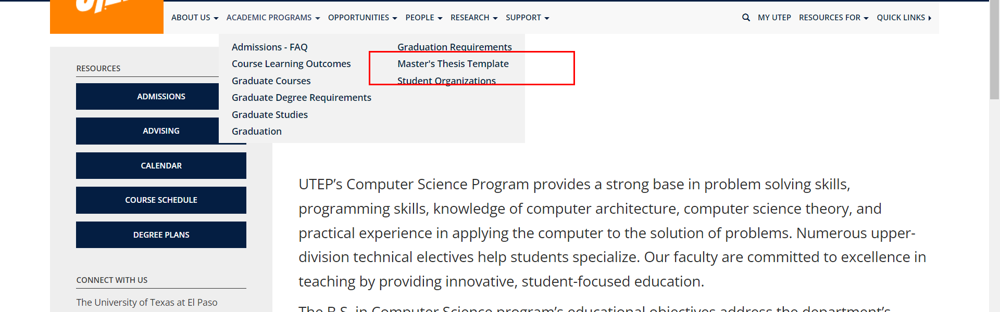 ABOUT US ACADEMIC PROGRAMS OPPORTUNITIES PEOPLE RESEARCH SUPPORT MY UTEP RESOURCES FOR QUICK LINKS
Admissions - FAQ
Course Learning Outcomes
Graduate Courses
Graduate Degree Requirements
Graduate Studies
Graduation
Graduation Requirements
Master's Thesis Template
Student Organizations
RESOURCES
ADMISSIONS
ADVISING
CALENDAR
COURSE SCHEDULE
DEGREE PLANS
CONNECT WITH US
The University of Texas at El Paso
UTEP’s Computer Science Program provides a strong base in problem solving skills,
programming skills, knowledge of computer architecture, computer science theory, and
practical experience in applying the computer to the solution of problems. Numerous upper-
division technical electives help students specialize. Our faculty are committed to excellence in
teaching by providing innovative, student-focused education.
The B.S. in Computer Science program’s educational objectives address the department’s